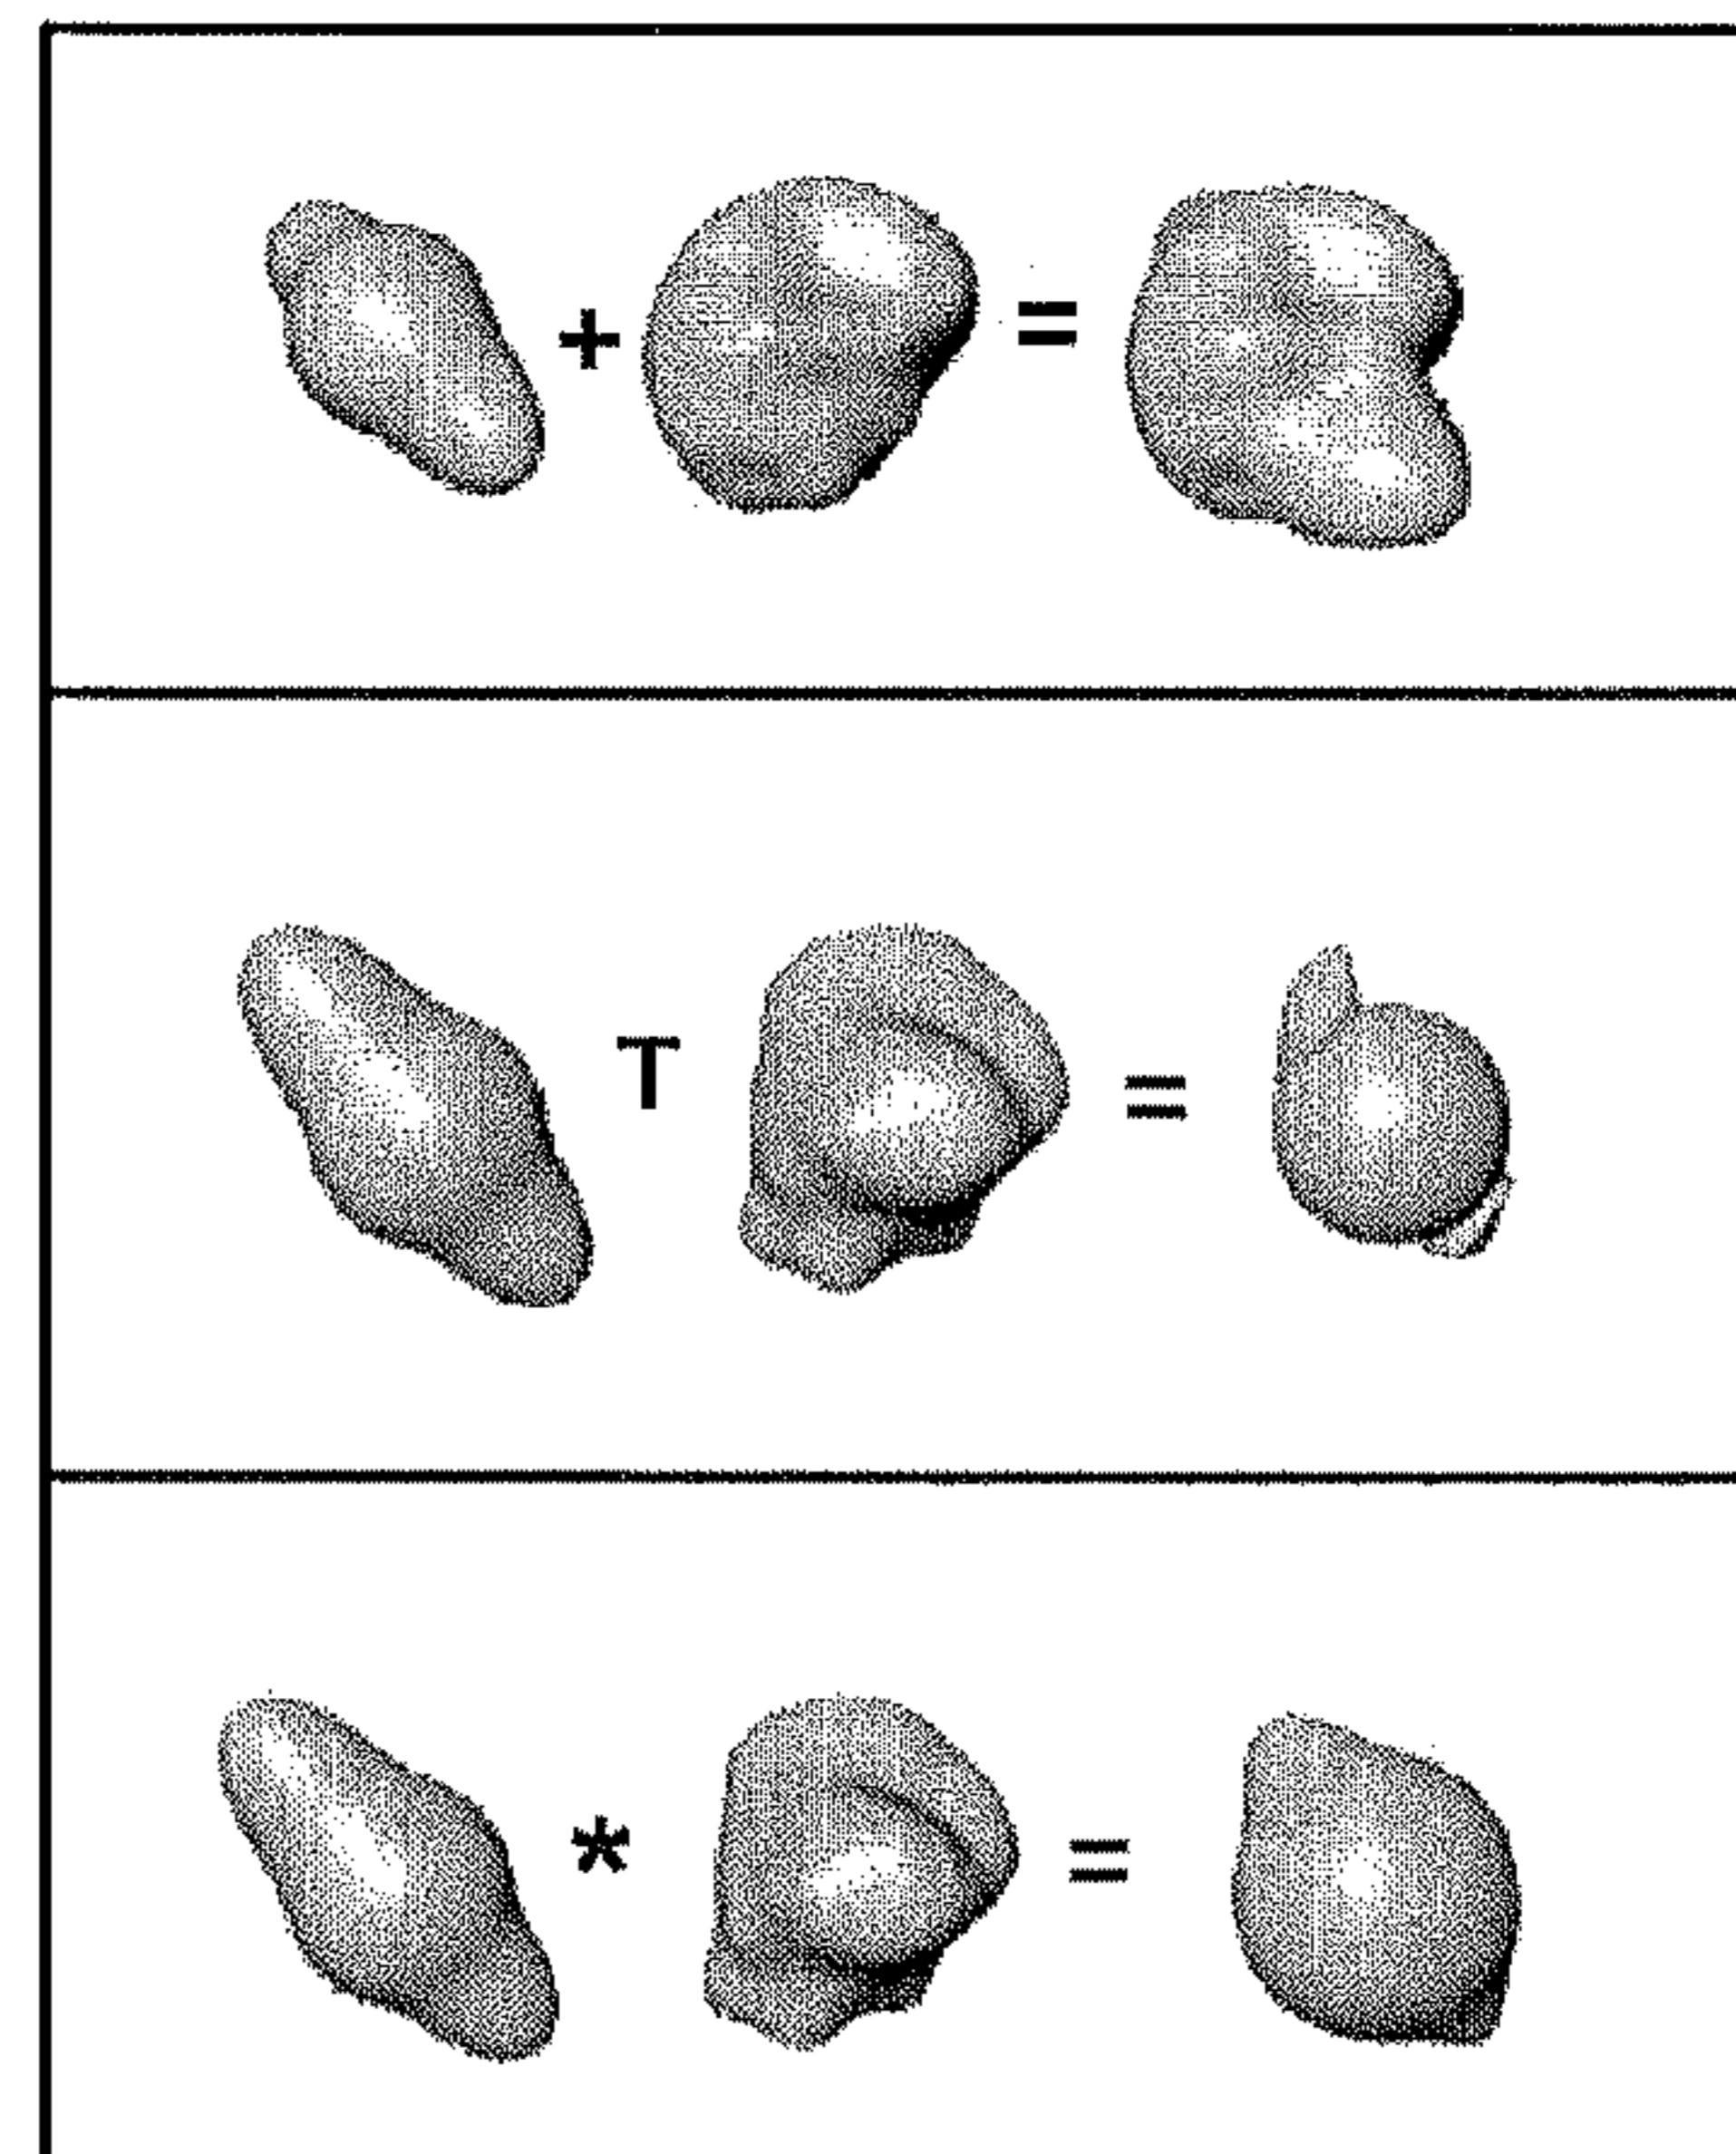 + =
T =
* =